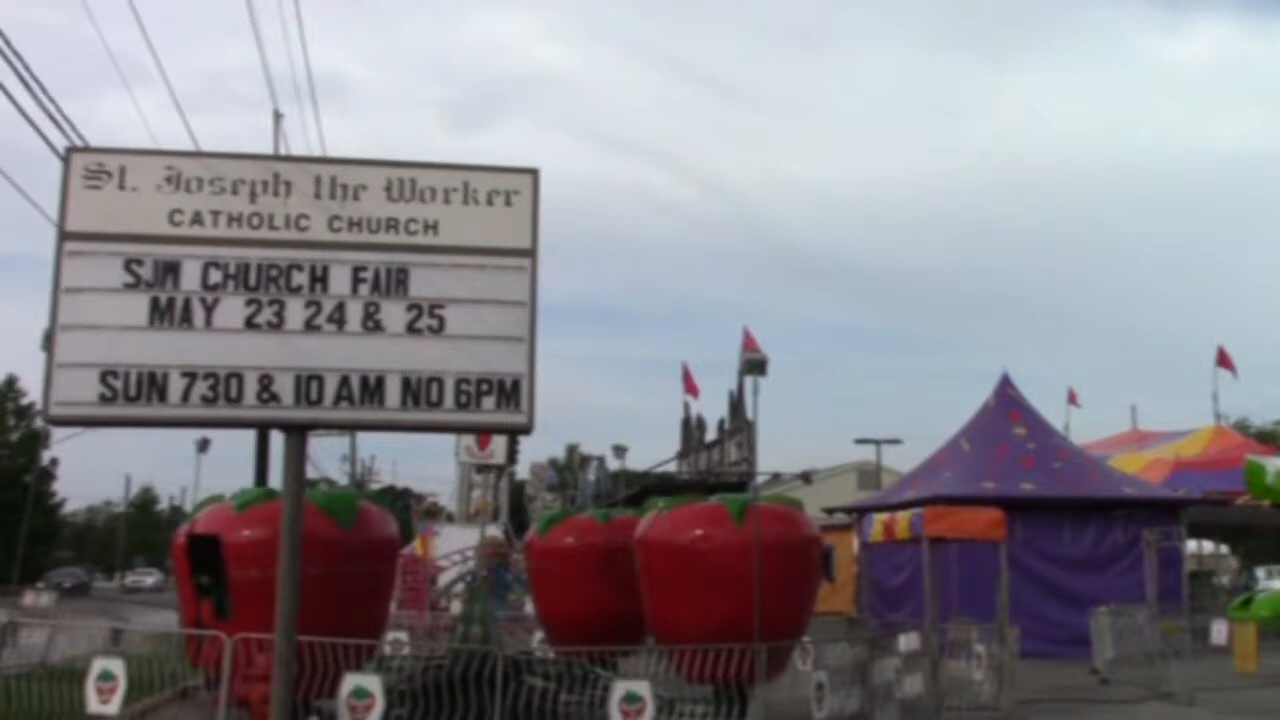 St. Joseph the Worker
CATHOLIC CHURCH
SJW CHURCH FAIR
MAY 23 24 & 25
SUN 730 & 10 AM NO 6PM